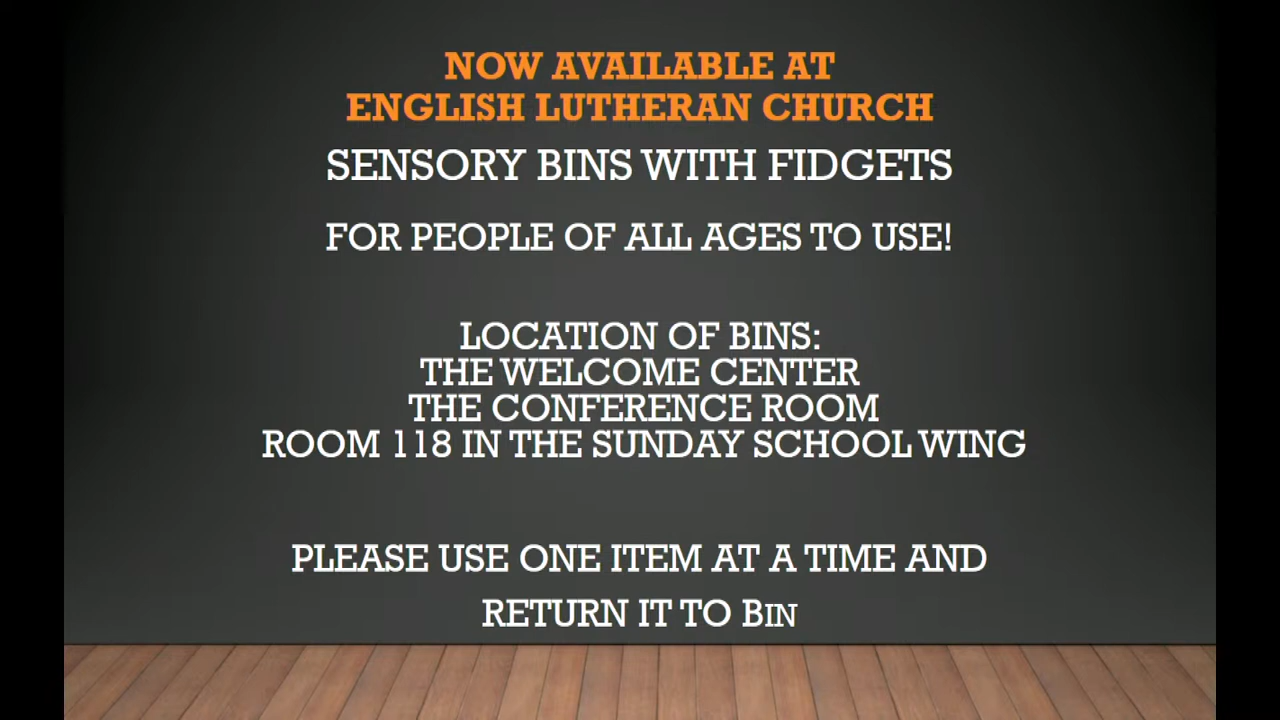 NOW AVAILABLE AT
ENGLISH LUTHERAN CHURCH
SENSORY BINS WITH FIDGETS
FOR PEOPLE OF ALL AGES TO USE!
LOCATION OF BINS:
THE WELCOME CENTER
THE CONFERENCE ROOM
ROOM 118 IN THE SUNDAY SCHOOL WING
PLEASE USE ONE ITEM AT A TIME AND
RETURN IT TO BIN